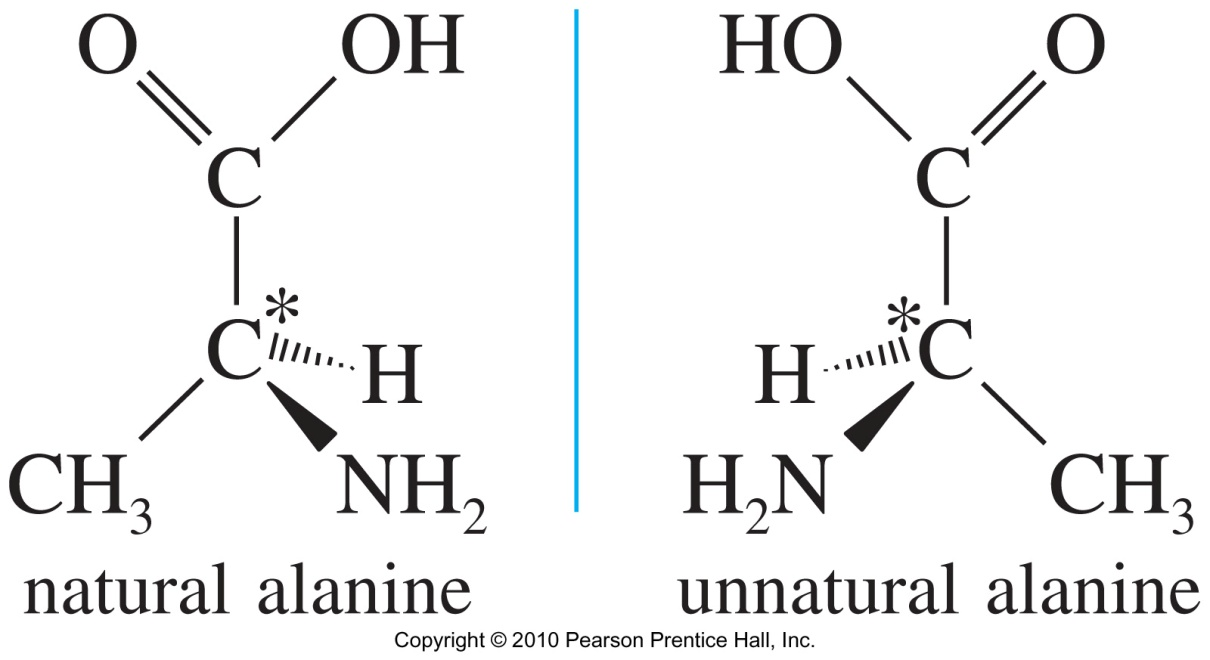 O OH HO O
C C
* *
C H H C
CH₃ NH₂ H₂N CH₃
natural alanine unnatural alanine
Copyright © 2010 Pearson Prentice Hall, Inc.